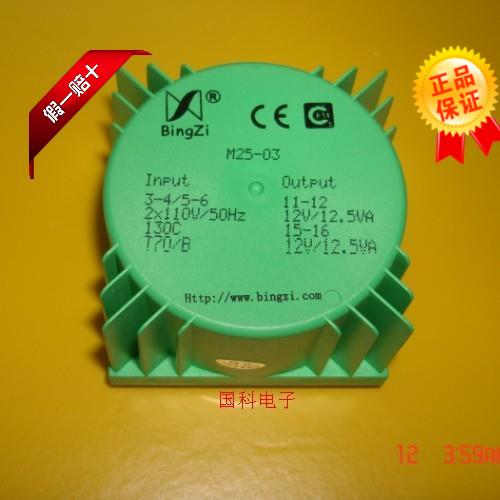 假一赔十
正品
保证
BingZi ®
CE
M25-03
Input
3-4/5-6
2x110V/50Hz
130C
T70/B
Output
11-12
12V/12.5VA
15-16
12V/12.5VA
Http://www.bingzi.com
国科电子
12 3:59AM